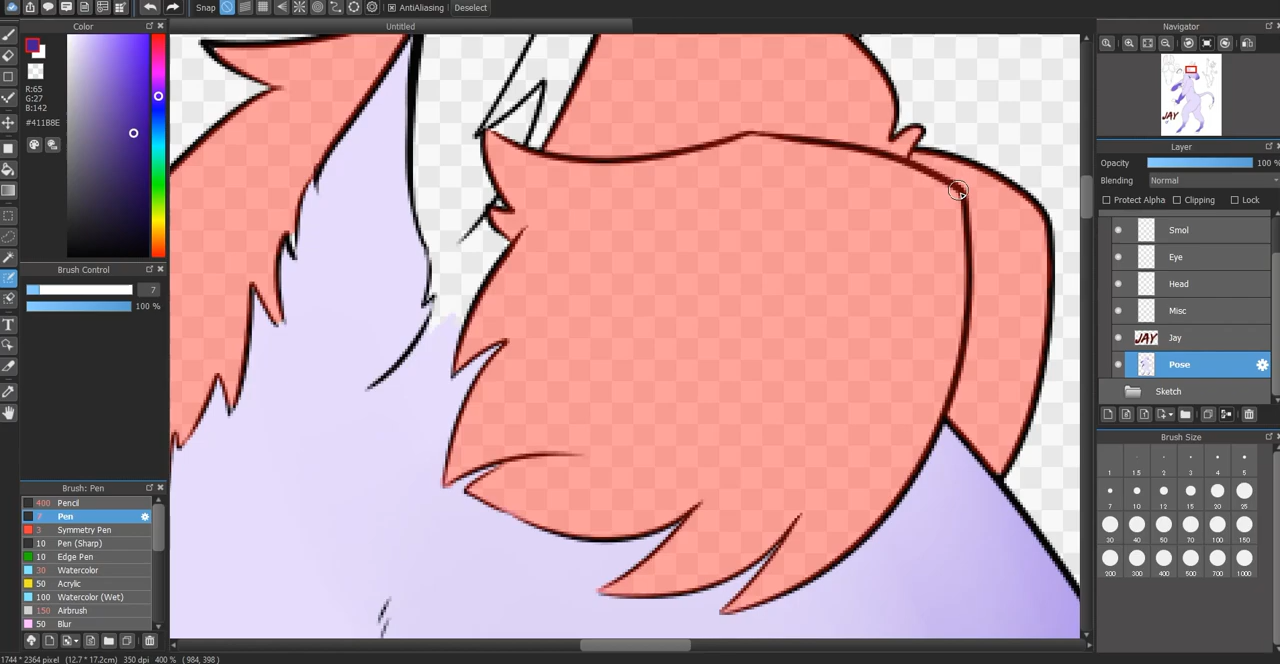 Snap
AntiAliasing
Deselect
Untitled
Color
R:65
G:27
B:142
#411B8E
Brush Control
7
100 %
Brush: Pen
400 Pencil
7 Pen
3 Symmetry Pen
10 Pen (Sharp)
10 Edge Pen
30 Watercolor
50 Acrylic
100 Watercolor (Wet)
150 Airbrush
50 Blur
1744 * 2364 pixel (12.7 * 17.2cm) 350 dpi 400 % ( 984, 398 )
Navigator
JAY
Layer
Opacity 100 %
Blending Normal
Protect Alpha Clipping Lock
Smol
Eye
Head
Misc
JAY Jay
Pose
Sketch
Brush Size
1 1.5 2 3 4 5
7 10 12 15 20 25
30 40 50 70 100 150
200 300 400 500 700 1000